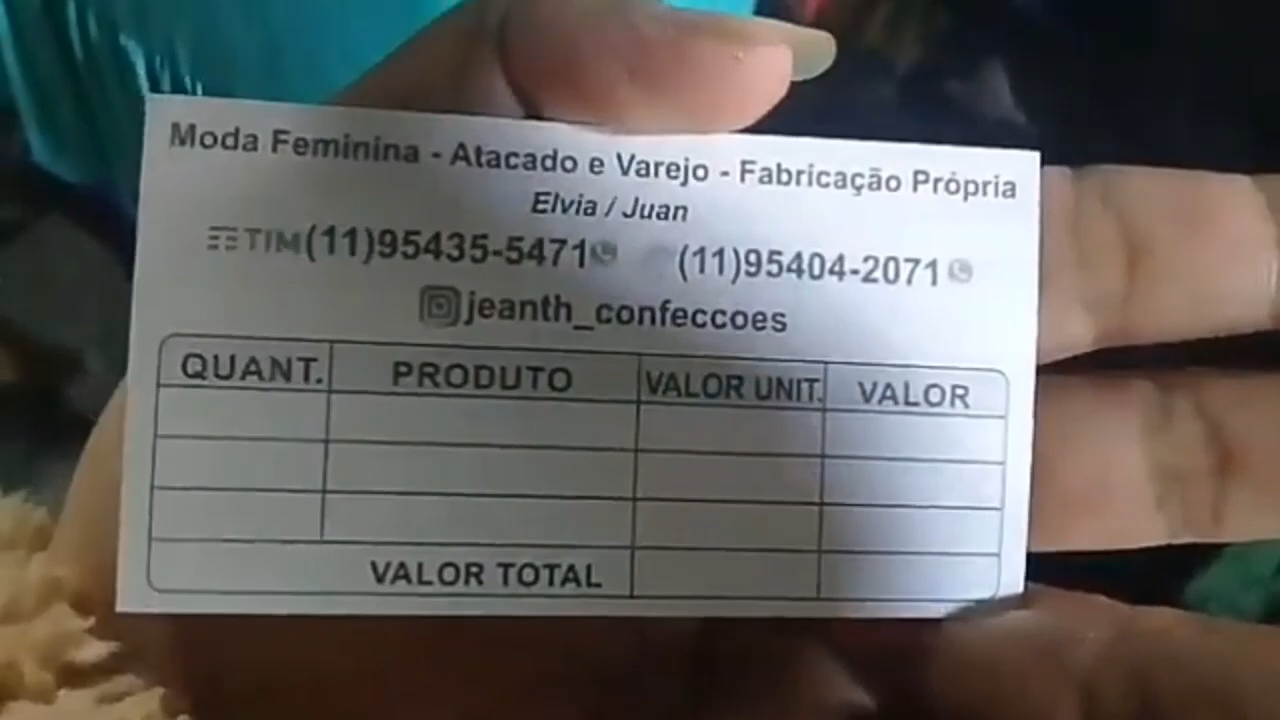 Moda Feminina - Atacado e Varejo - Fabricação Própria
Elvia / Juan
TIM(11)95435-5471 (11)95404-2071
jeanth_confeccoes
QUANT. PRODUTO VALOR UNIT. VALOR
VALOR TOTAL